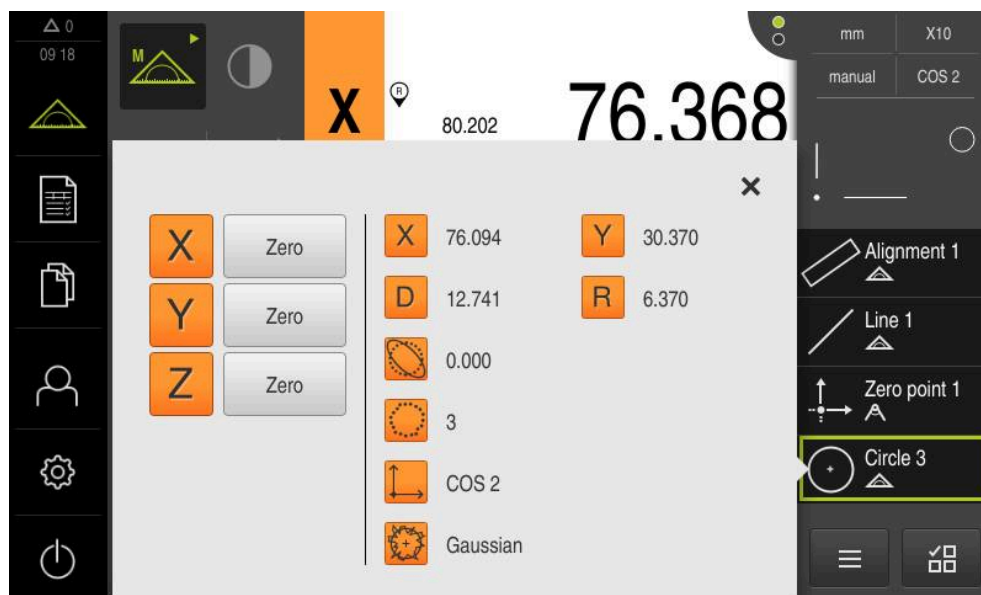 0
09 18
M
X
R
80.202
76.368
mm
X10
manual
COS 2
X
Zero
X
76.094
Y
30.370
Y
Zero
D
12.741
R
6.370
Z
Zero
0.000
3
COS 2
Gaussian
Alignment 1
Line 1
Zero point 1
Circle 3